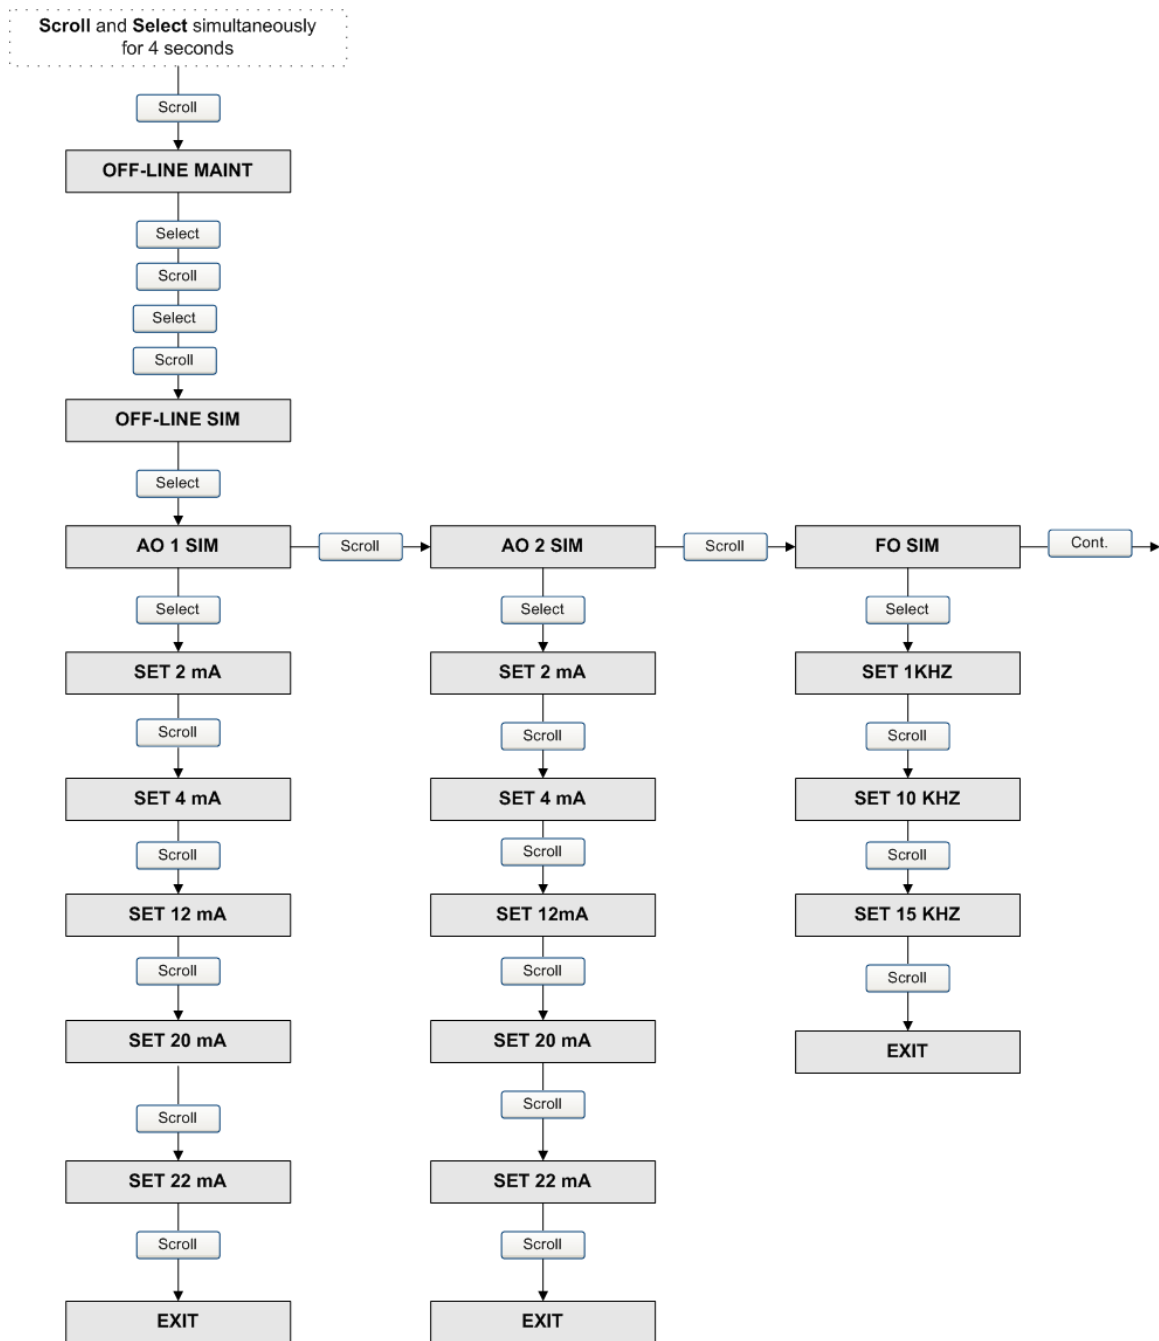 Scroll and Select simultaneously
for 4 seconds
Scroll
OFF-LINE MAINT
Select
Scroll
Select
Scroll
OFF-LINE SIM
Select
AO 1 SIM
Scroll
AO 2 SIM
Scroll
FO SIM
Cont.
Select
SET 2 mA
Scroll
SET 4 mA
Scroll
SET 12 mA
Scroll
SET 20 mA
Scroll
SET 22 mA
Scroll
EXIT
Select
SET 2 mA
Scroll
SET 4 mA
Scroll
SET 12mA
Scroll
SET 20 mA
Scroll
SET 22 mA
Scroll
EXIT
Select
SET 1KHZ
Scroll
SET 10 KHZ
Scroll
SET 15 KHZ
Scroll
EXIT